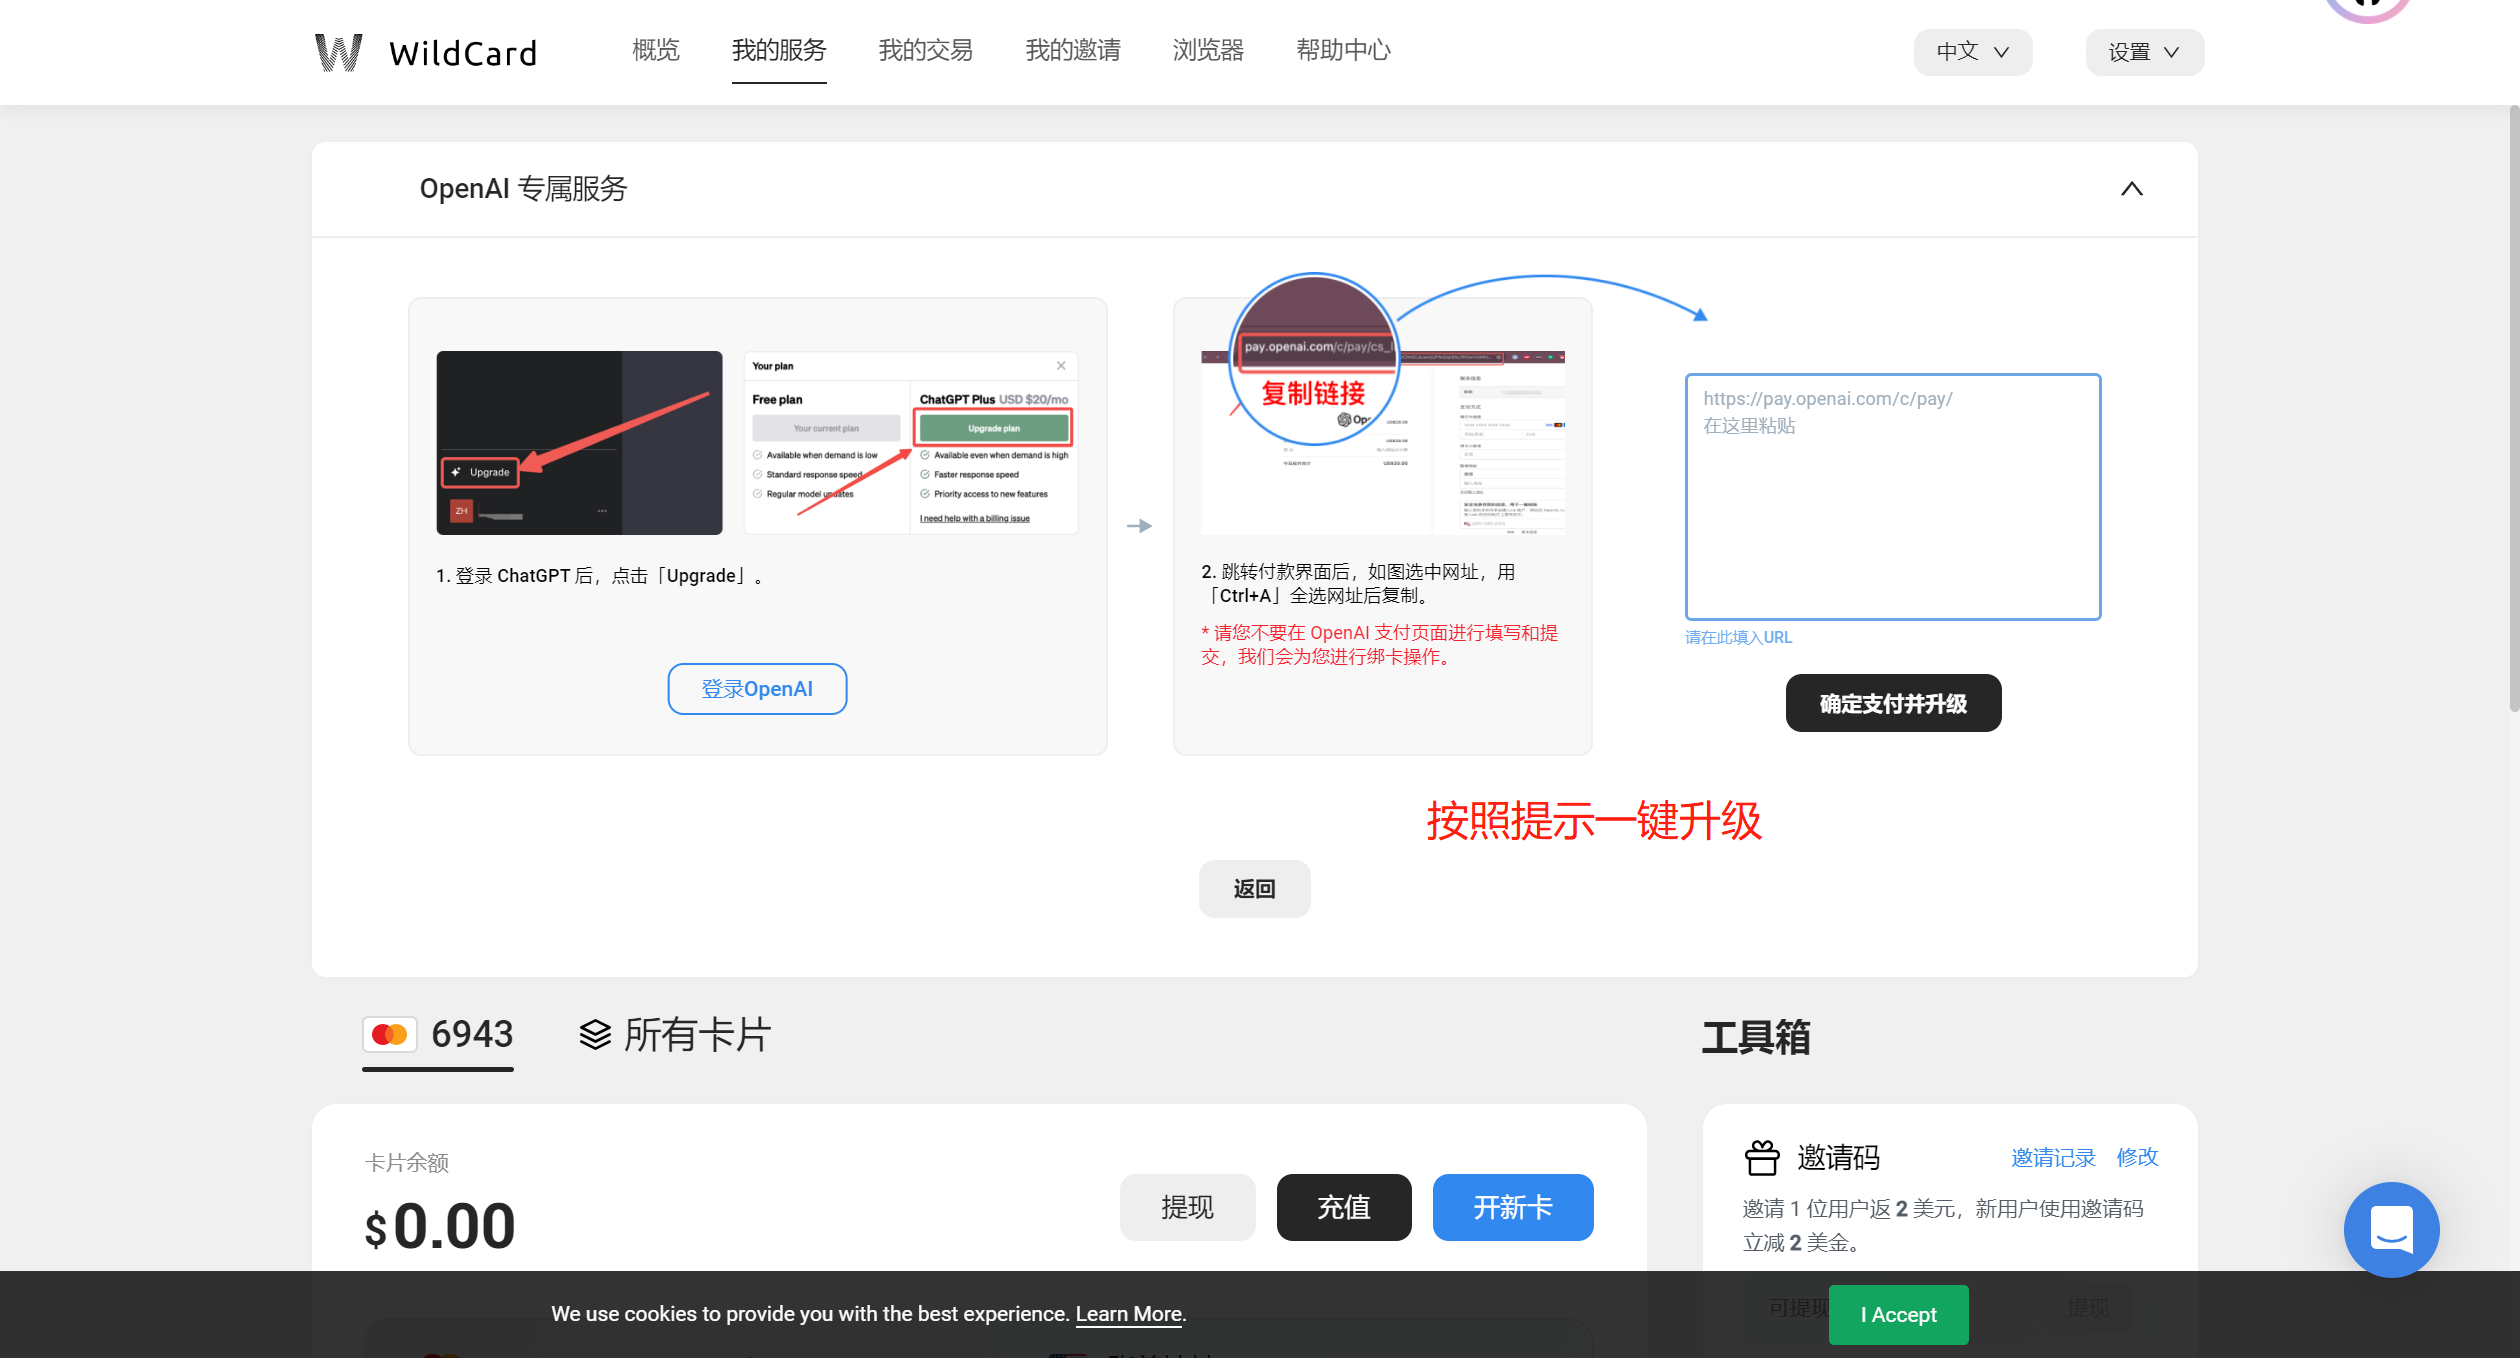 WildCard
概览
我的服务
我的交易
我的邀请
浏览器
帮助中心
中文
设置
OpenAI 专属服务
Upgrade
ZH
Your plan
Free plan
Your current plan
Available when demand is low
Standard response speed
Regular model updates
ChatGPT Plus USD $20/mo
Upgrade plan
Available even when demand is high
Faster response speed
Priority access to new features
I need help with a billing issue
1. 登录 ChatGPT 后，点击「Upgrade」。
登录OpenAI
pay.openai.com/c/pay/cs_l
复制链接
2. 跳转付款界面后，如图选中网址，用
「Ctrl+A」全选网址后复制。
* 请您不要在 OpenAI 支付页面进行填写和提
交，我们会为您进行绑卡操作。
https://pay.openai.com/c/pay/
在这里粘贴
请在此填入URL
确定支付并升级
按照提示一键升级
返回
6943
所有卡片
工具箱
卡片余额
$0.00
提现
充值
开新卡
邀请码
邀请记录
修改
邀请 1 位用户返 2 美元，新用户使用邀请码
立减 2 美金。
可提现
提现
We use cookies to provide you with the best experience. Learn More.
I Accept